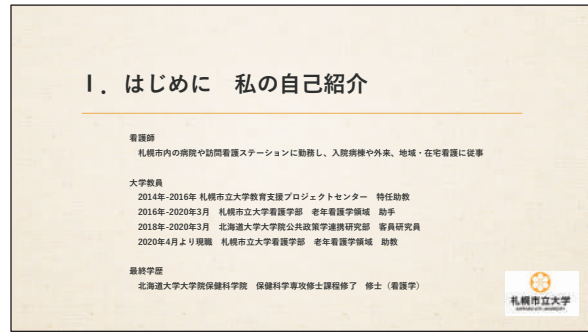 Ⅰ．はじめに　私の自己紹介
看護師
札幌市内の病院や訪問看護ステーションに勤務し、入院病棟や外来、地域・在宅看護に従事
大学教員
2014年-2016年 札幌市立大学教育支援プロジェクトセンター　特任助教
2016年-2020年3月　札幌市立大学看護学部　老年看護学領域　助手
2018年-2020年3月　北海道大学大学院公共政策学連携研究部　客員研究員
2020年4月より現職　札幌市立大学看護学部　老年看護学領域　助教
最終学歴
北海道大学大学院保健科学院　保健科学専攻修士課程修了　修士（看護学）
札幌市立大学
SAPPORO CITY UNIVERSITY